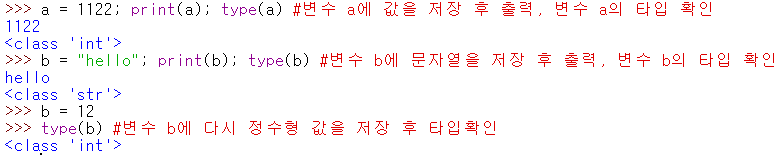 >>> a = 1122; print(a); type(a) #변수 a에 값을 저장 후 출력, 변수 a의 타입 확인
1122
<class 'int'>
>>> b = "hello"; print(b); type(b) #변수 b에 문자열을 저장 후 출력, 변수 b의 타입 확인
hello
<class 'str'>
>>> b = 12
>>> type(b) #변수 b에 다시 정수형 값을 저장 후 타입확인
<class 'int'>